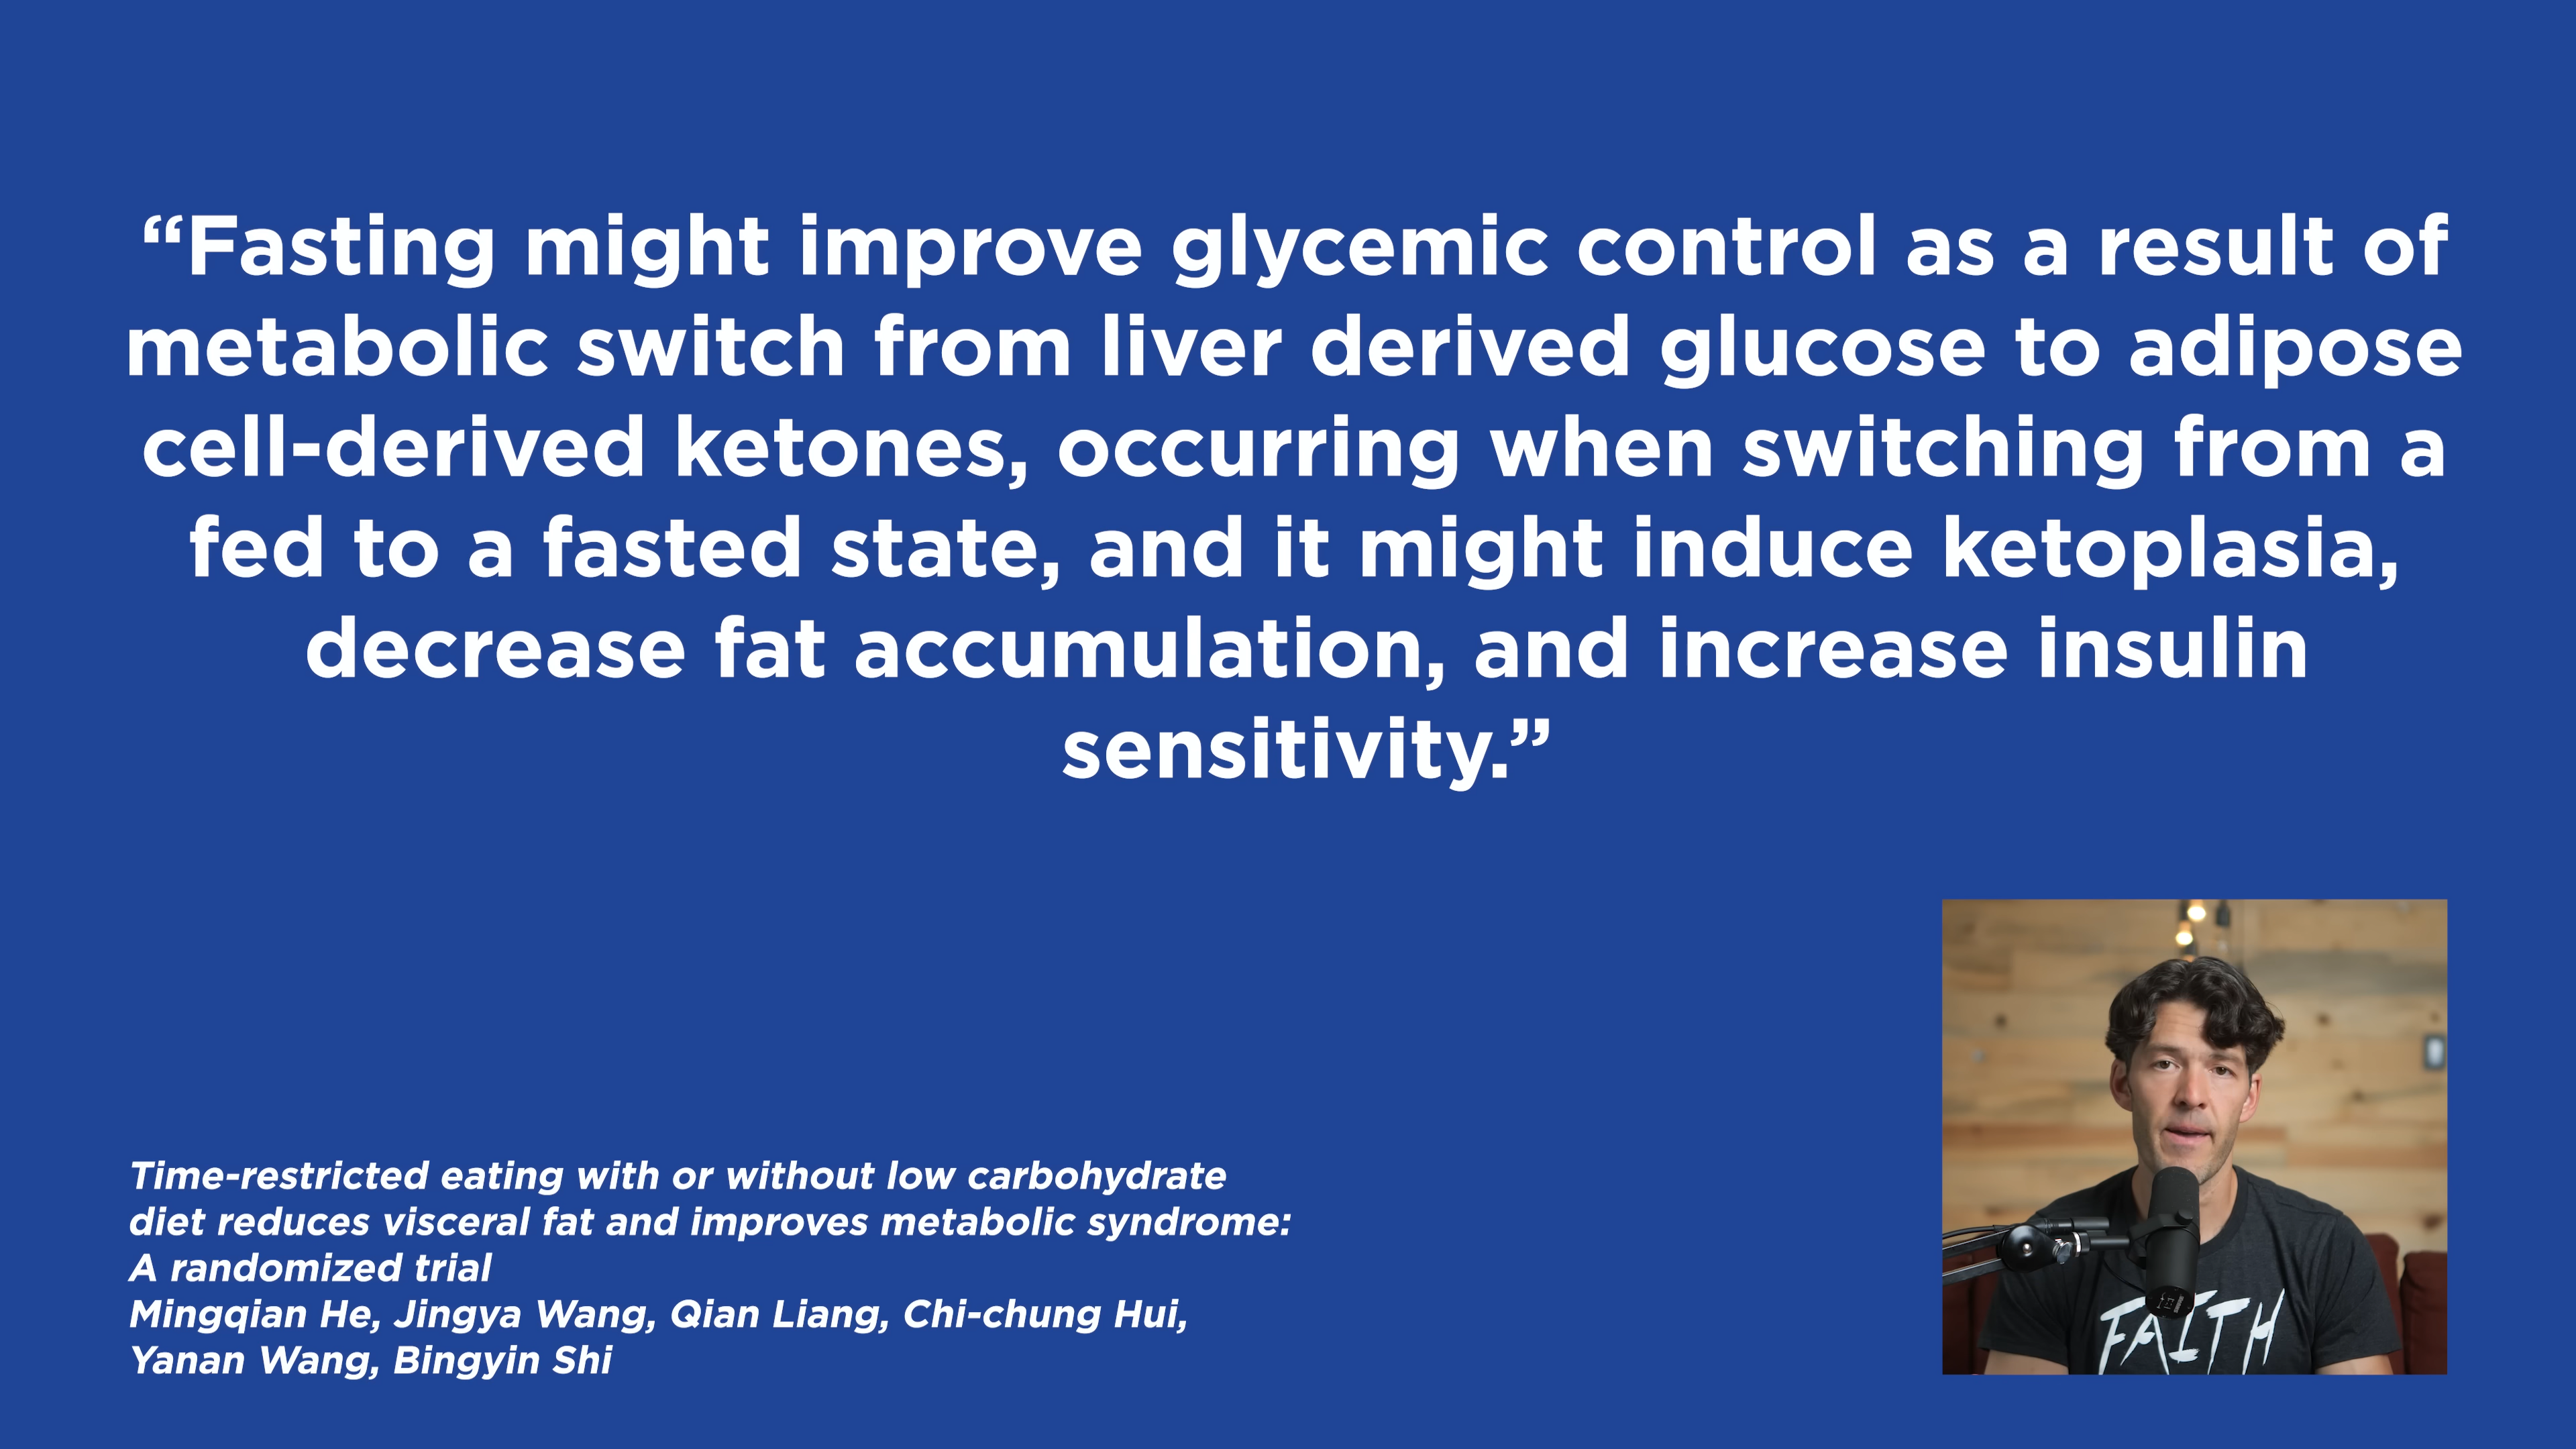 “Fasting might improve glycemic control as a result of
metabolic switch from liver derived glucose to adipose
cell-derived ketones, occurring when switching from a
fed to a fasted state, and it might induce ketoplasia,
decrease fat accumulation, and increase insulin
sensitivity.”
Time-restricted eating with or without low carbohydrate
diet reduces visceral fat and improves metabolic syndrome:
A randomized trial
Mingqian He, Jingya Wang, Qian Liang, Chi-chung Hui,
Yanan Wang, Bingyin Shi
FAITH